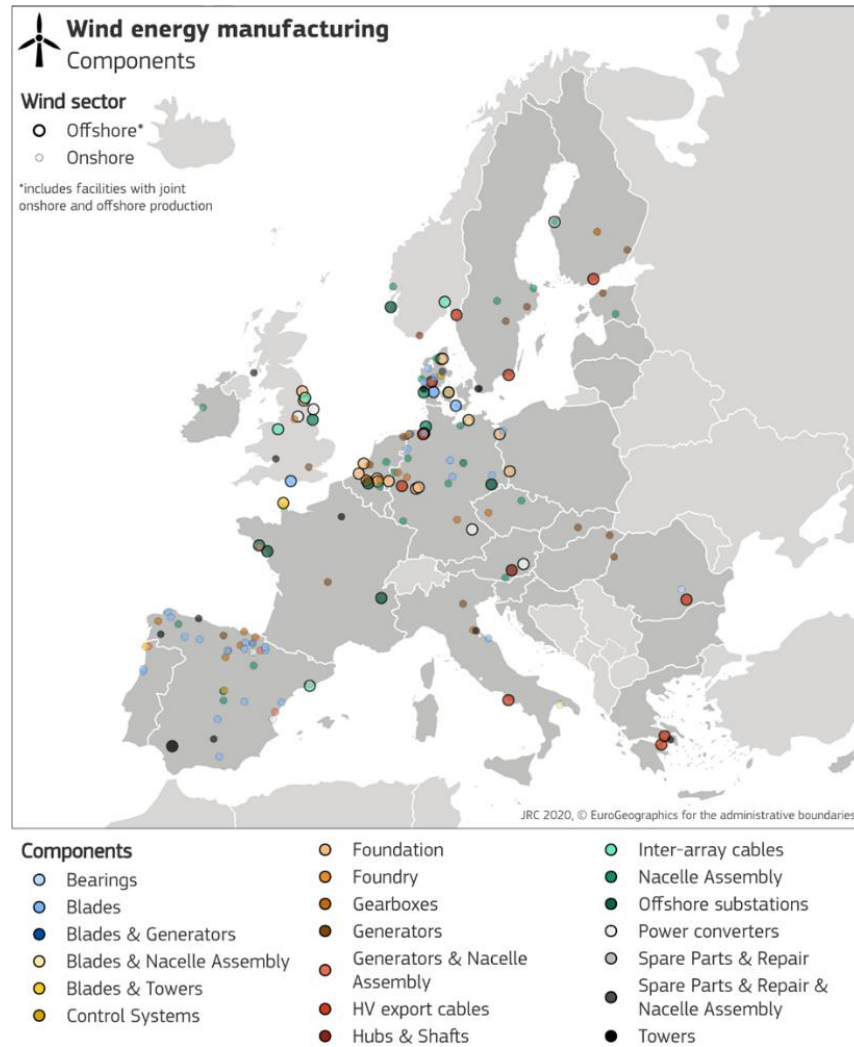 Wind energy manufacturing
Components
Wind sector
Offshore*
Onshore
*includes facilities with joint
onshore and offshore production
JRC 2020, © EuroGeographics for the administrative boundaries
Components
Bearings
Blades
Blades & Generators
Blades & Nacelle Assembly
Blades & Towers
Control Systems
Foundation
Foundry
Gearboxes
Generators
Generators & Nacelle
Assembly
HV export cables
Hubs & Shafts
Inter-array cables
Nacelle Assembly
Offshore substations
Power converters
Spare Parts & Repair
Spare Parts & Repair &
Nacelle Assembly
Towers